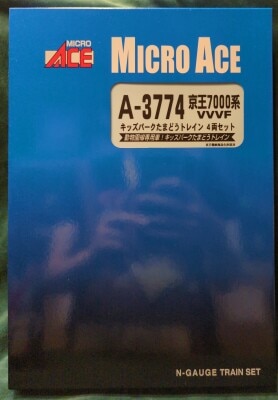 MICRO
ACE
MICRO ACE
A-3774 京王7000系
VVVF
キッズパークたまどうトレイン 4両セット
動物園線専用車！キッズパークたまどうトレイン
N-GAUGE TRAIN SET